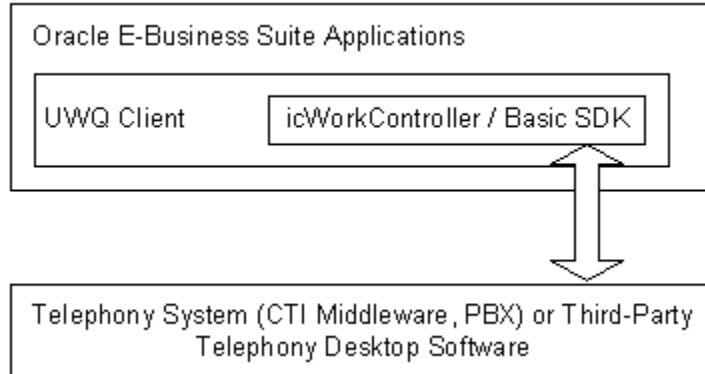 Oracle E-Business Suite Applications
UWQ Client
icWorkController / Basic SDK
Telephony System (CTI Middleware, PBX) or Third-Party
Telephony Desktop Software